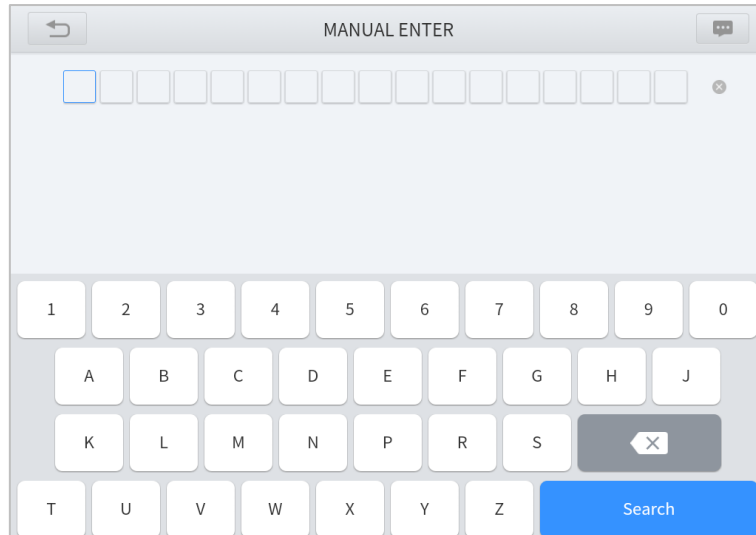 MANUAL ENTER
1 2 3 4 5 6 7 8 9 0
A B C D E F G H J
K L M N P R S
T U V W X Y Z Search